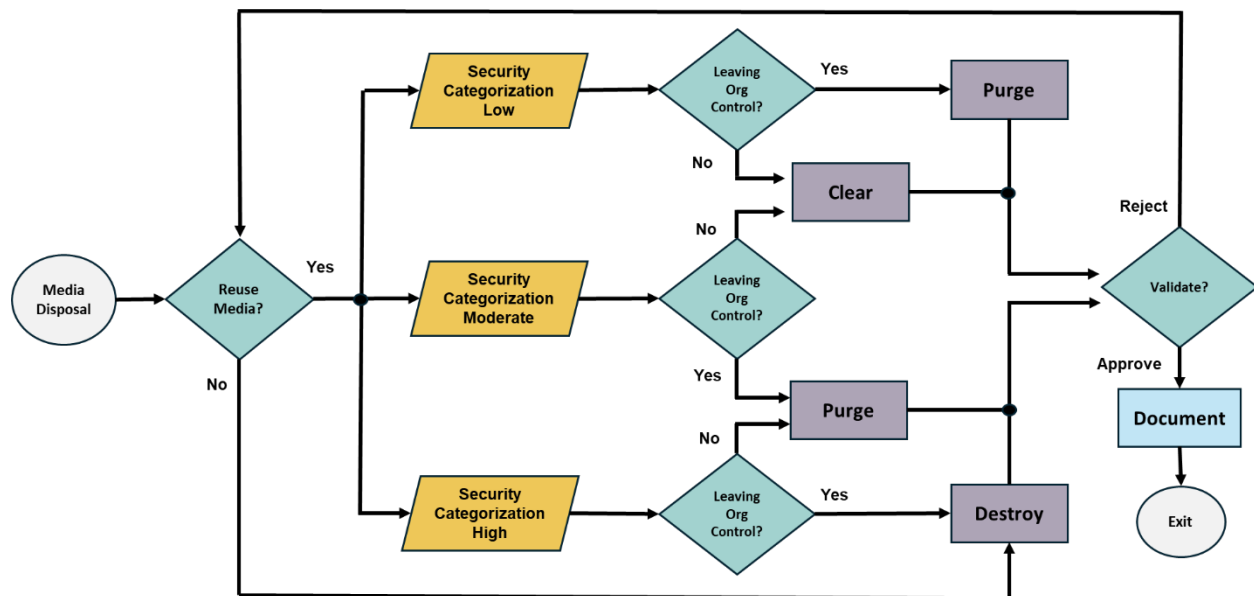 Security
Categorization
Low
Leaving
Org
Control?
Yes
Purge
No
Clear
Reject
Media
Disposal
Reuse
Media?
Yes
Security
Categorization
Moderate
No
Leaving
Org
Control?
Validate?
No
Yes
Purge
Approve
Document
No
Security
Categorization
High
Leaving
Org
Control?
Yes
Destroy
Exit